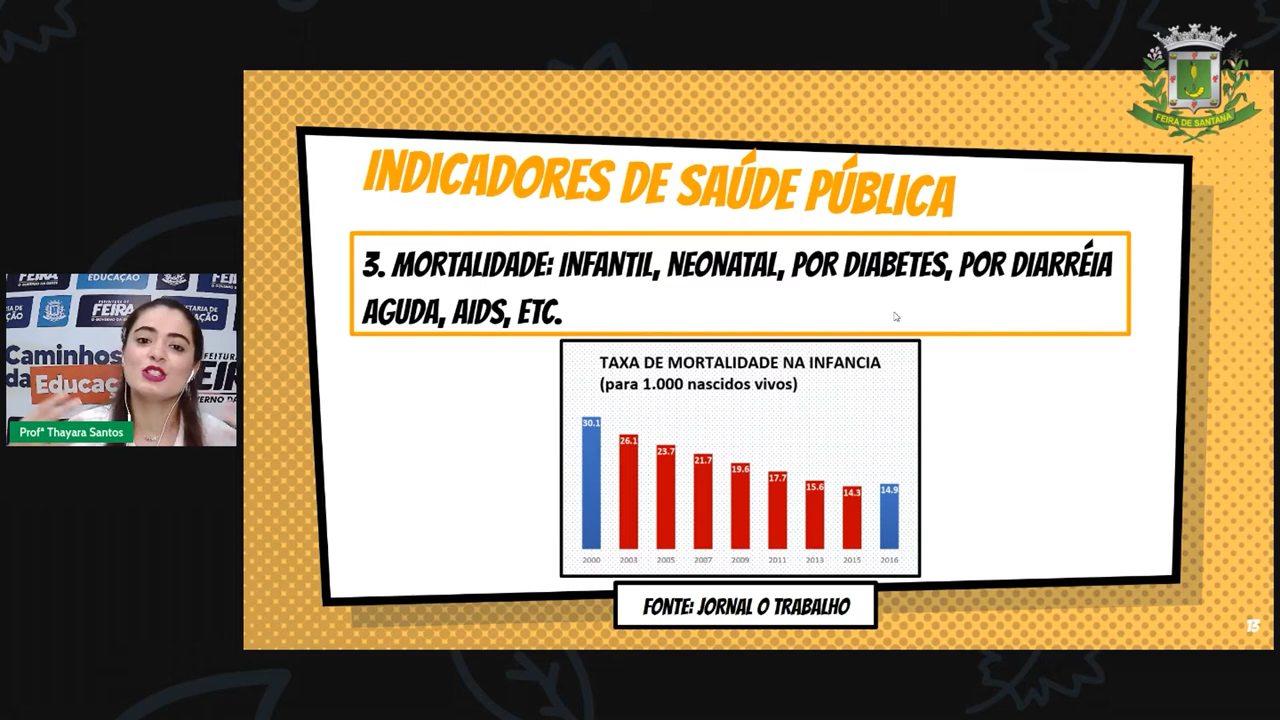 FEIRA DE SANTANA
INDICADORES DE SAÚDE PÚBLICA
3. MORTALIDADE: INFANTIL, NEONATAL, POR DIABETES, POR DIARRÉIA
AGUDA, AIDS, ETC.
TAXA DE MORTALIDADE NA INFANCIA
(para 1.000 nascidos vivos)
30.1 26.1 23.7 21.7 19.6 17.7 15.6 14.3 14.9
2000 2003 2005 2007 2009 2011 2013 2015 2016
FONTE: JORNAL O TRABALHO
13
EDUCAÇÃO
FEIRA
Caminhos
da Educaç
Profª Thayara Santos